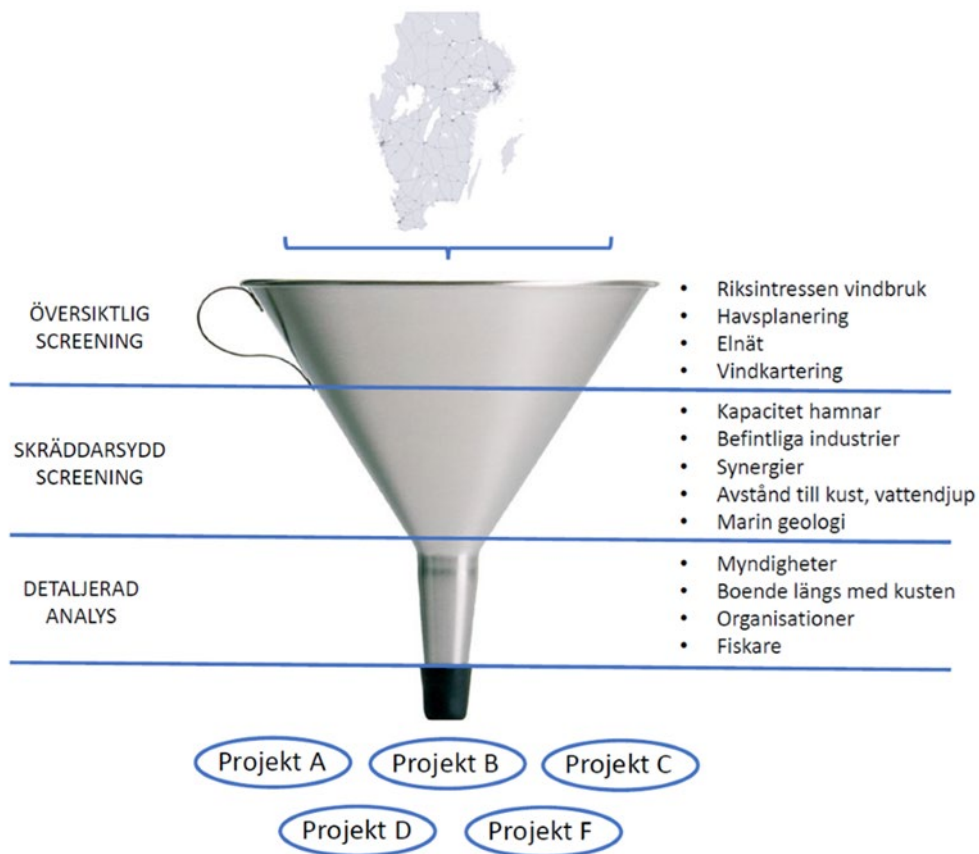 ÖVERSIKTLIG
SCREENING
• Riksintressen vindbruk
• Havsplanering
• Elnät
• Vindkartering
SKRÄDDARSYDD
SCREENING
• Kapacitet hamnar
• Befintliga industrier
• Synergier
• Avstånd till kust, vattendjup
• Marin geologi
DETALJERAD
ANALYS
• Myndigheter
• Boende längs med kusten
• Organisationer
• Fiskare
Projekt A
Projekt B
Projekt C
Projekt D
Projekt F